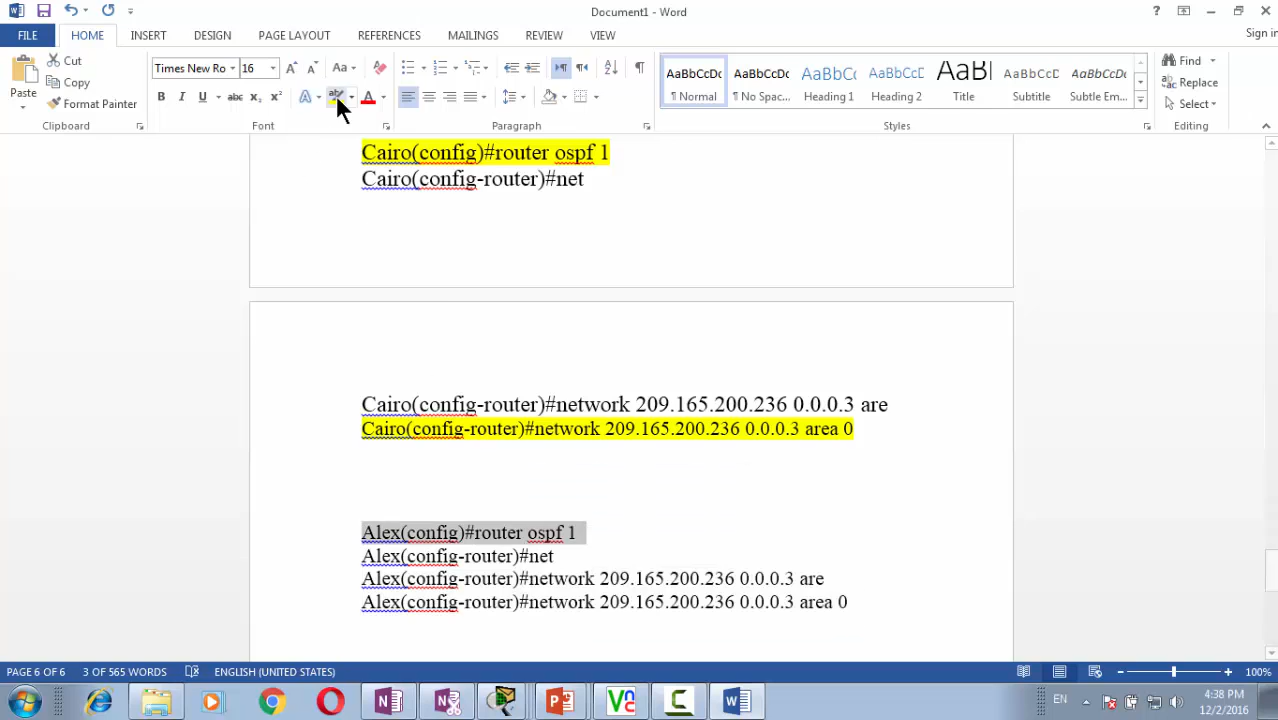 Document1 - Word
Sign in
FILE HOME INSERT DESIGN PAGE LAYOUT REFERENCES MAILINGS REVIEW VIEW
Paste
Cut
Copy
Format Painter
Clipboard
Times New Ro 16
Font
Paragraph
AaBbCcDc AaBbCcDc AaBbCc AaBbCcD AaB AaBbCcD AaBbCcDc
¶ Normal ¶ No Spac... Heading 1 Heading 2 Title Subtitle Subtle Em...
Styles
Find
Replace
Select
Editing
Cairo(config)#router ospf 1
Cairo(config-router)#net
Cairo(config-router)#network 209.165.200.236 0.0.0.3 are
Cairo(config-router)#network 209.165.200.236 0.0.0.3 area 0
Alex(config)#router ospf 1
Alex(config-router)#net
Alex(config-router)#network 209.165.200.236 0.0.0.3 are
Alex(config-router)#network 209.165.200.236 0.0.0.3 area 0
PAGE 6 OF 6 3 OF 565 WORDS ENGLISH (UNITED STATES) 100%
EN
4:38 PM
12/2/2016